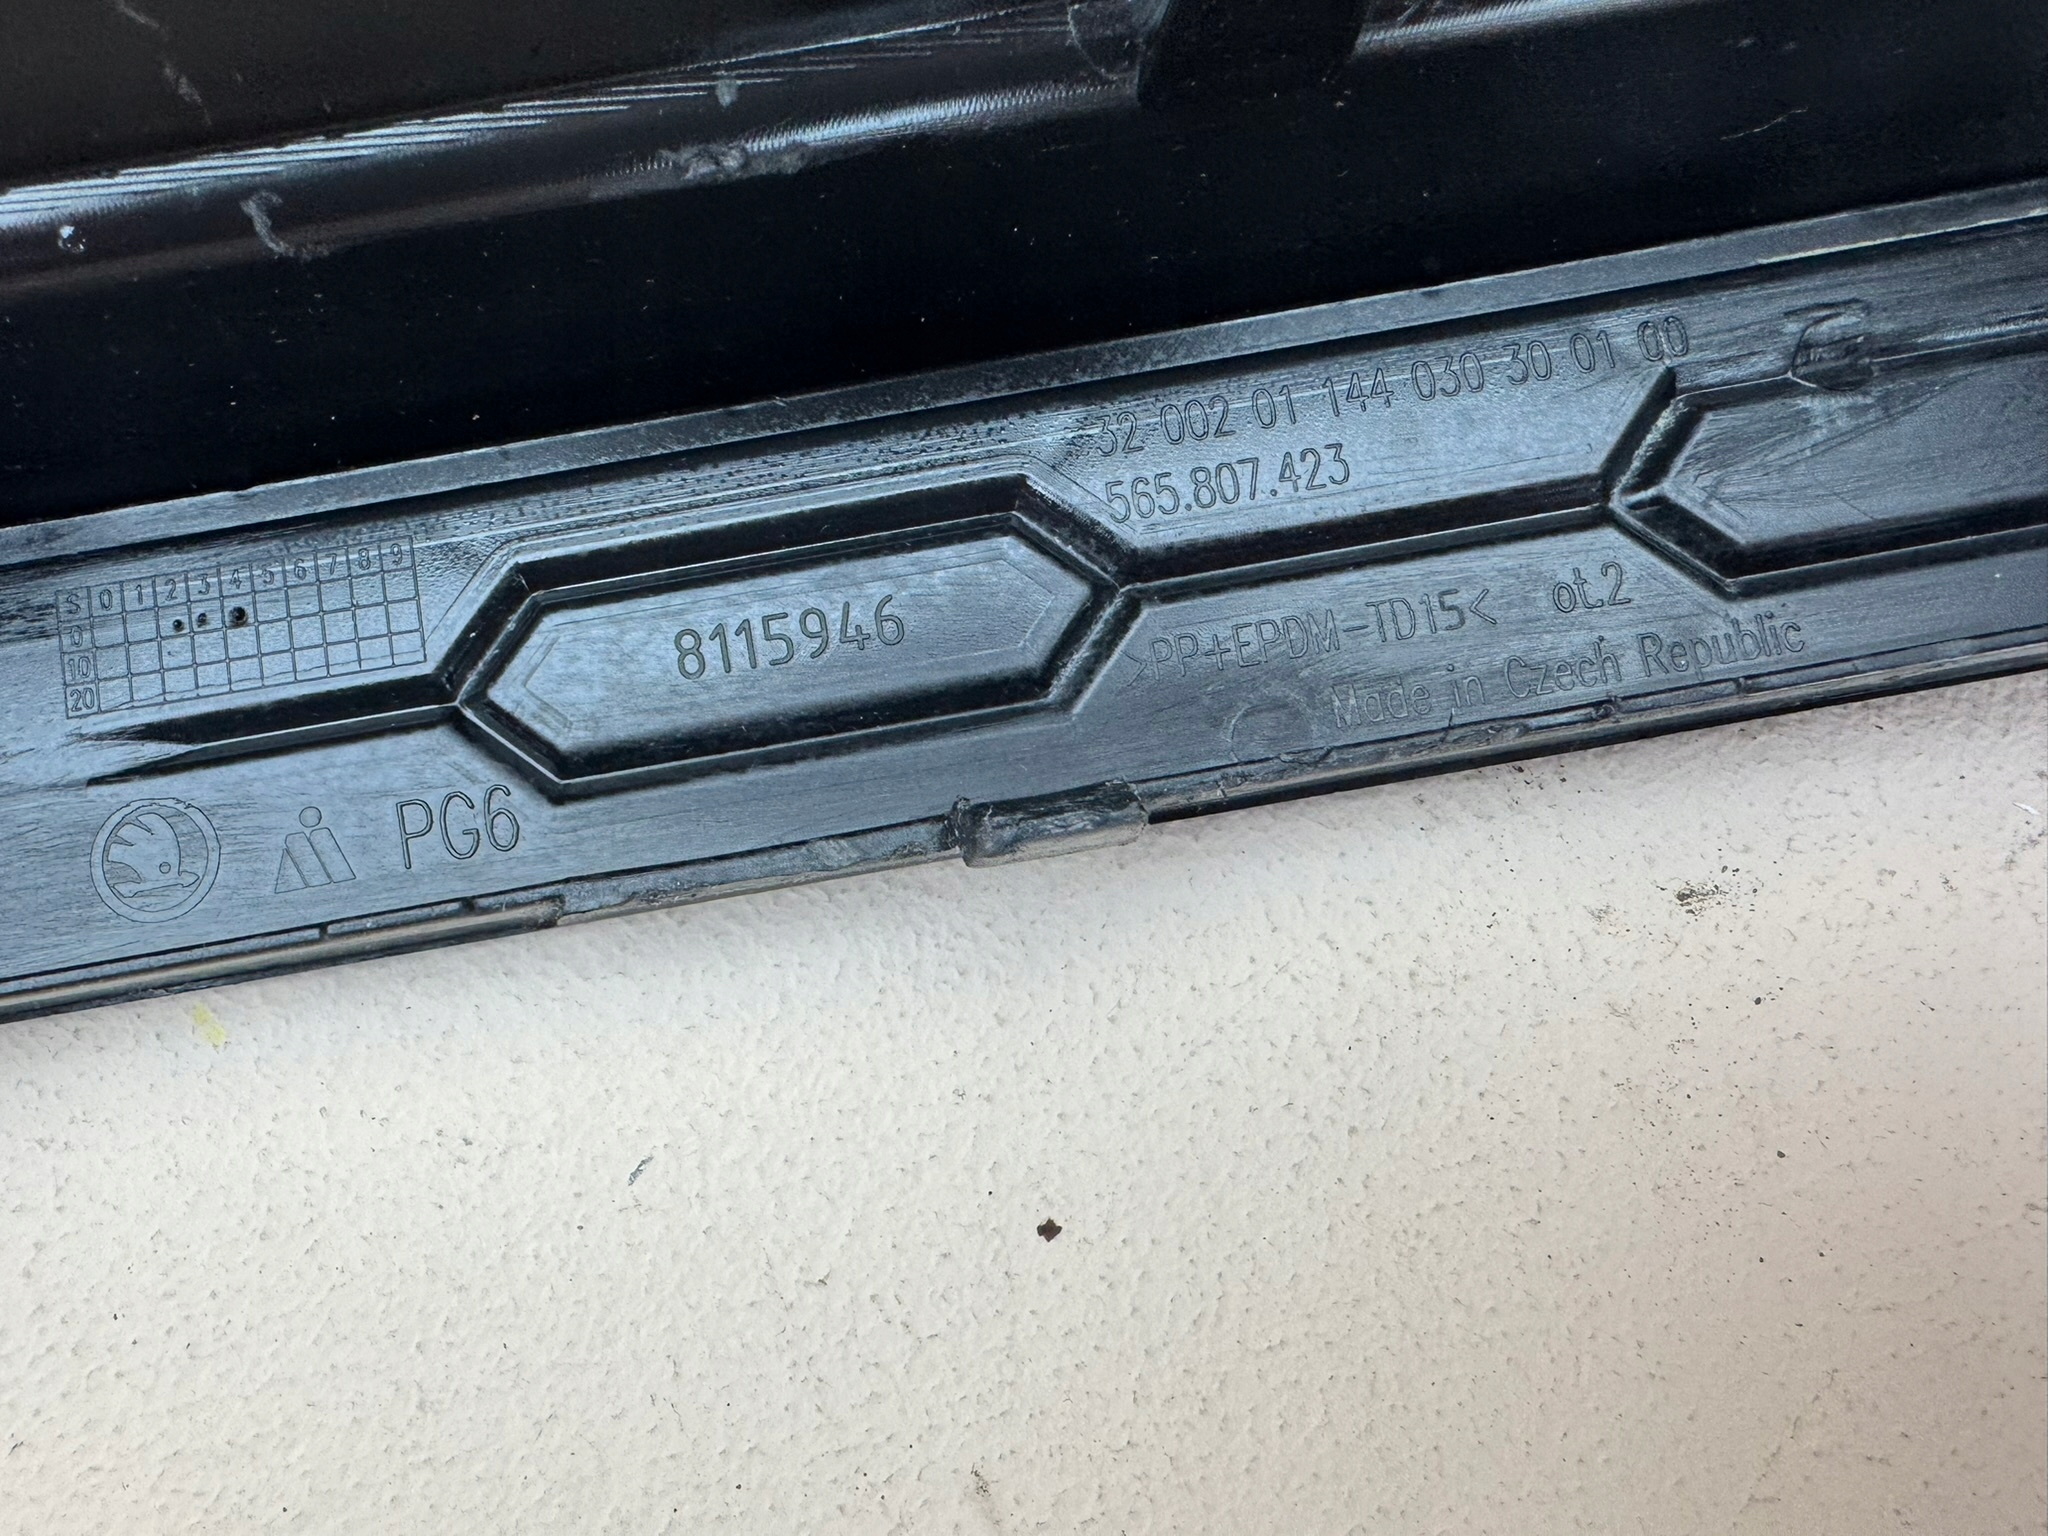 32 002 01 144 030 30 01 00
565.807.423
S 0 1 2 3 4 5 6 7 8 9
0
10
20
8115946
>PP+EPDM-TD15< ot.2
Made in Czech Republic
PG6